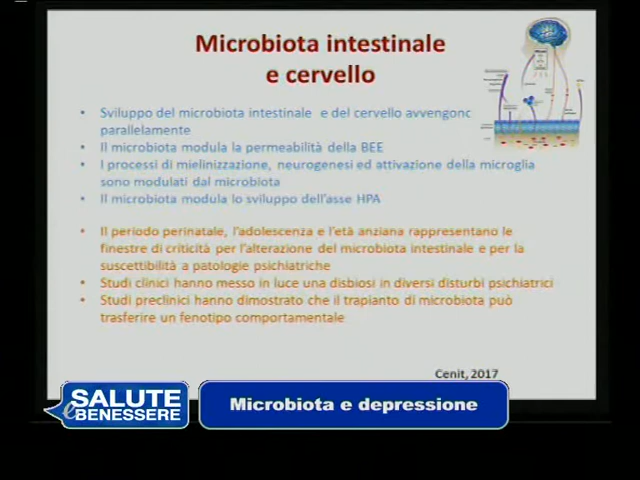 Microbiota intestinale
e cervello
• Sviluppo del microbiota intestinale e del cervello avvengonc
parallelamente
• Il microbiota modula la permeabilità della BEE
• I processi di mielinizzazione, neurogenesi ed attivazione della microglia
sono modulati dal microbiota
• Il microbiota modula lo sviluppo dell'asse HPA
• Il periodo perinatale, l'adolescenza e l'età anziana rappresentano le
finestre di criticità per l'alterazione del microbiota intestinale e per la
suscettibilità a patologie psichiatriche
• Studi clinici hanno messo in luce una disbiosi in diversi disturbi psichiatrici
• Studi preclinici hanno dimostrato che il trapianto di microbiota può
trasferire un fenotipo comportamentale
Cenit, 2017
SALUTE
e BENESSERE
Microbiota e depressione